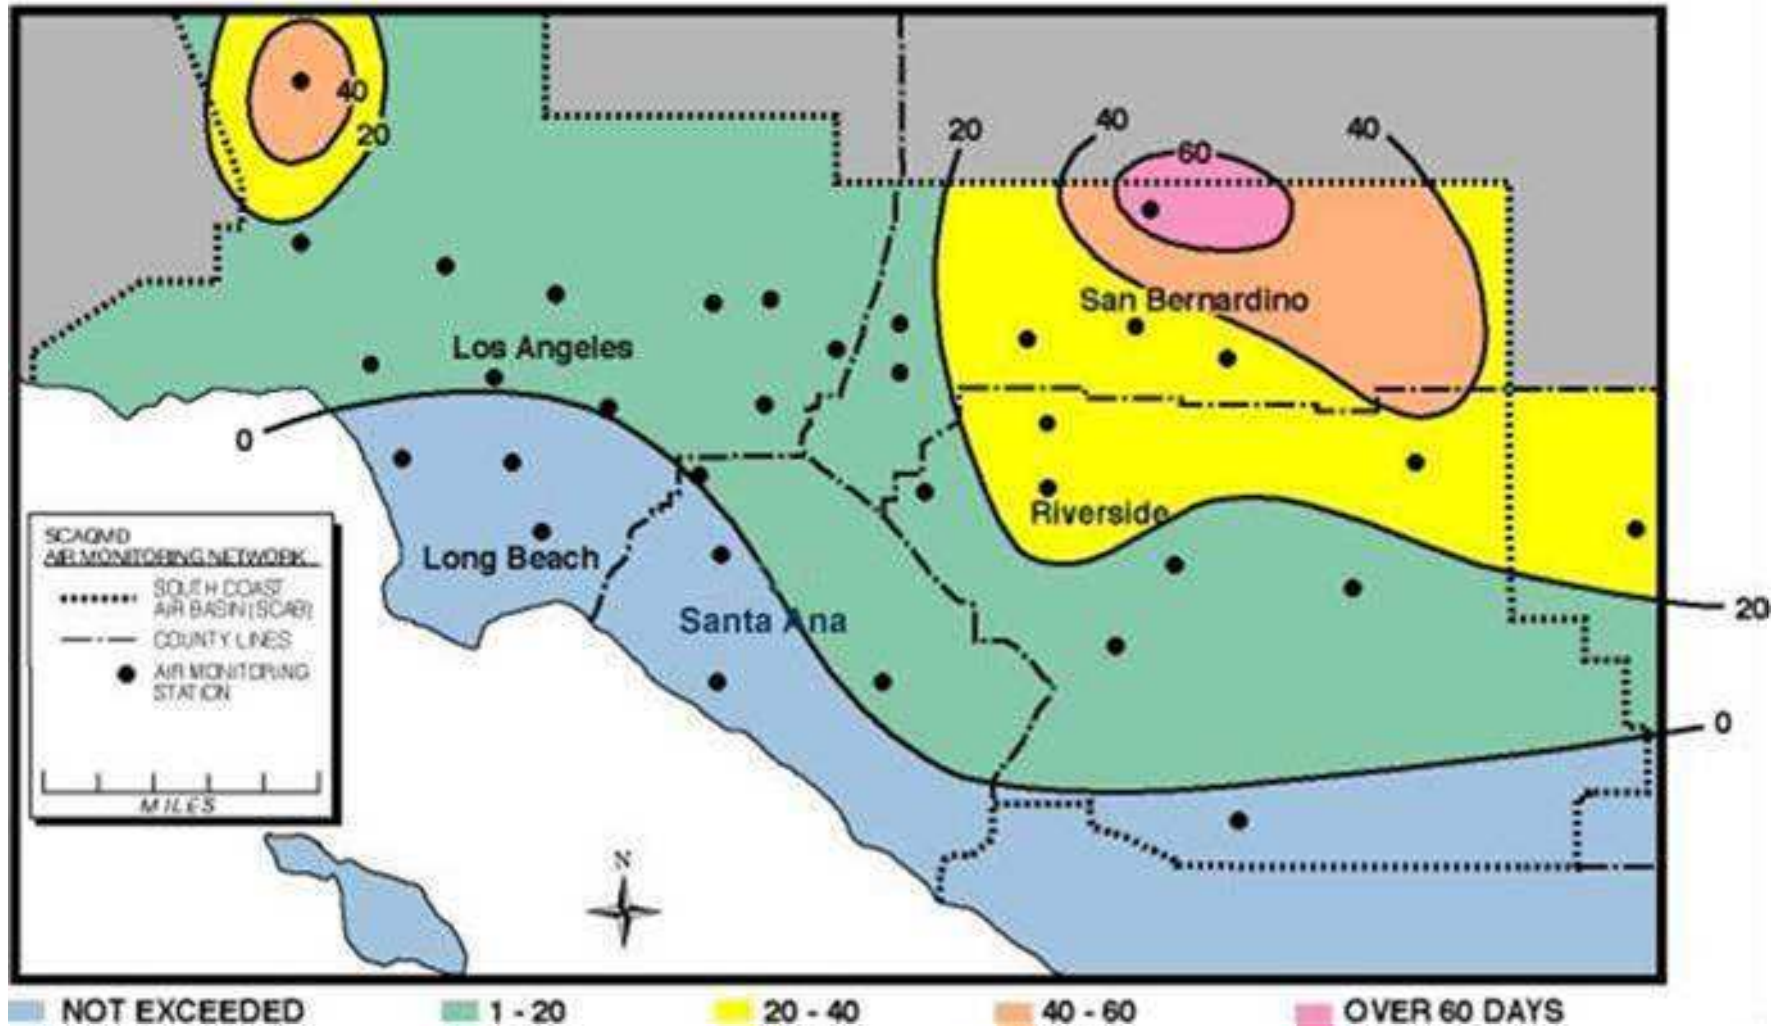 40
20
20
40
60
40
San Bernardino
Los Angeles
0
Riverside
SCAQMD
AIR MONITORING NETWORK
SOUTH COAST
AIR BASIN (SCAB)
COUNTY LINES
AIR MONITORING
STATION
MILES
Long Beach
Santa Ana
20
0
N
NOT EXCEEDED
1 - 20
20 - 40
40 - 60
OVER 60 DAYS